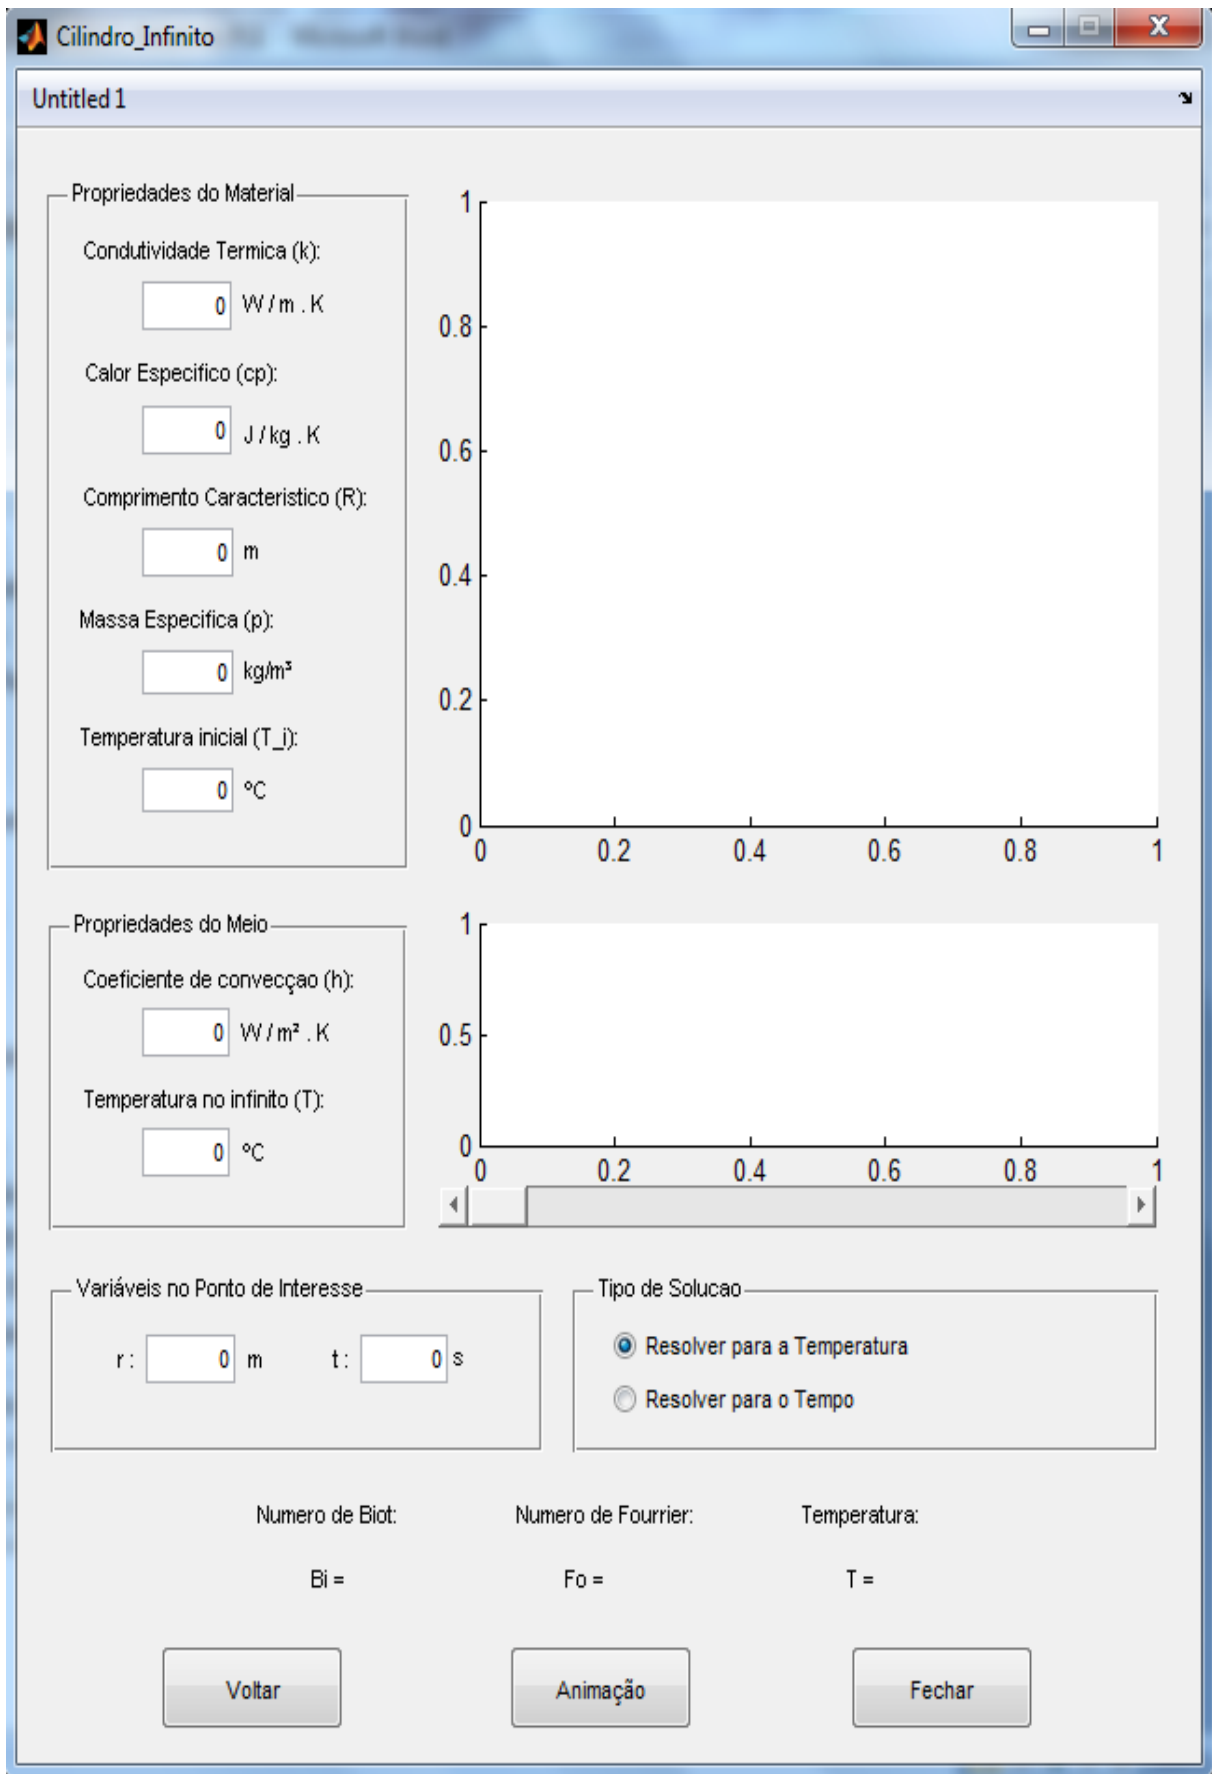 Cilindro_Infinito
Untitled 1
Propriedades do Material
Condutividade Termica (k):
0 W / m . K
Calor Especifico (cp):
0 J / kg . K
Comprimento Caracteristico (R):
0 m
Massa Especifica (p):
0 kg/m³
Temperatura inicial (T_i):
0 ºC
1
0.8
0.6
0.4
0.2
0
0 0.2 0.4 0.6 0.8 1
Propriedades do Meio
Coeficiente de convecçao (h):
0 W / m² . K
Temperatura no infinito (T):
0 ºC
1
0.5
0
0 0.2 0.4 0.6 0.8 1
Variáveis no Ponto de Interesse
r : 0 m t : 0 s
Tipo de Solucao
Resolver para a Temperatura
Resolver para o Tempo
Numero de Biot: Numero de Fourrier: Temperatura:
Bi = Fo = T =
Voltar Animação Fechar